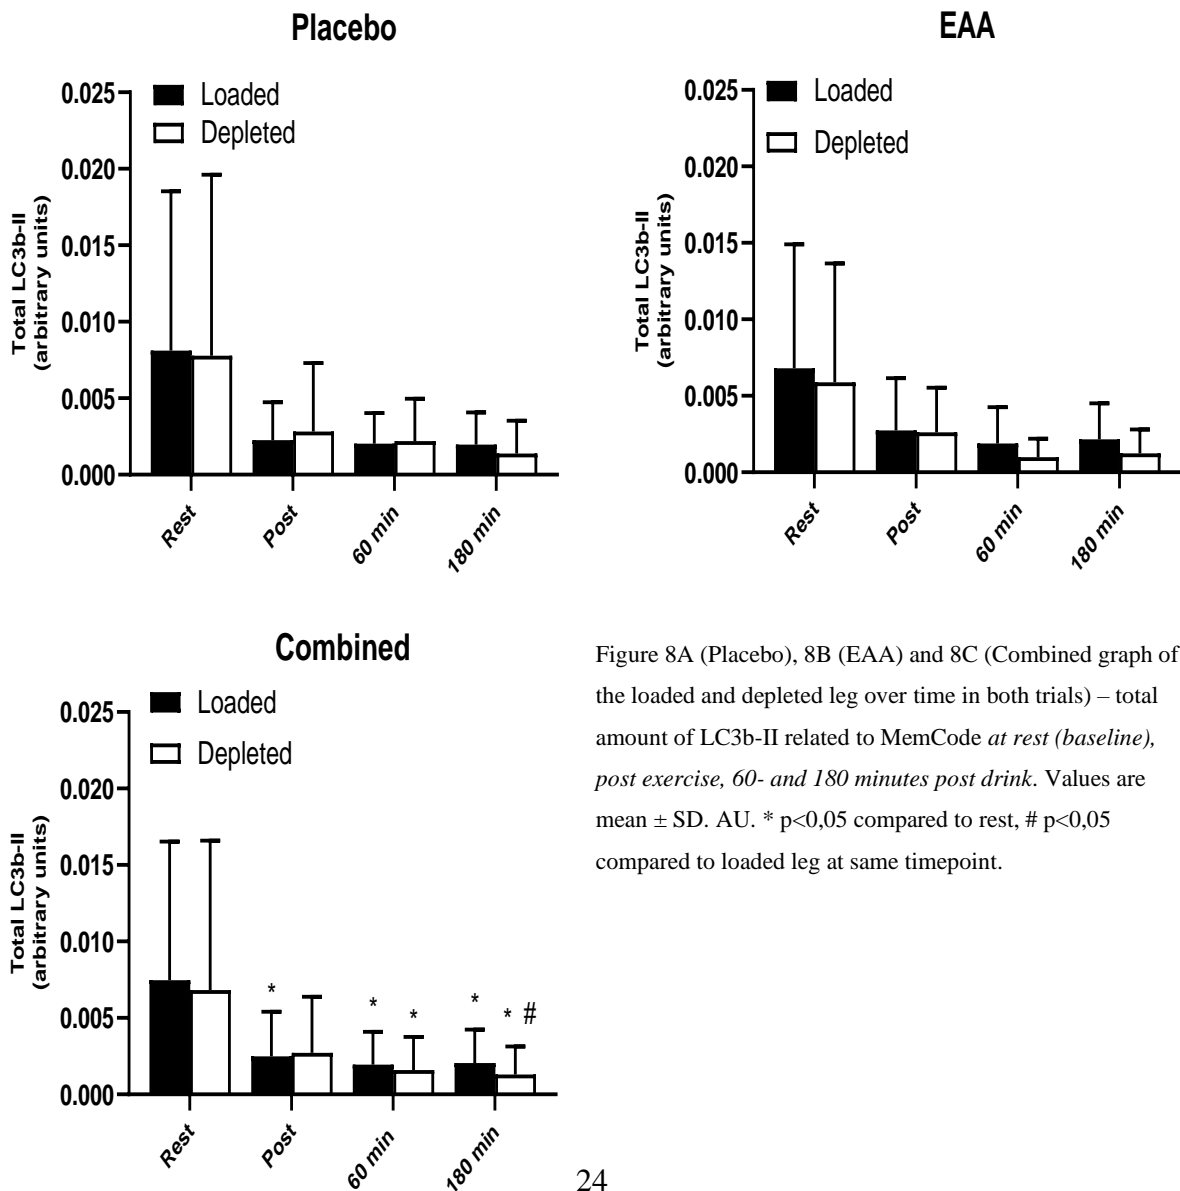 Placebo
Loaded
Depleted
0.025
0.020
0.015
0.010
0.005
0.000
Total LC3b-II
(arbitrary units)
Rest
Post
60 min
180 min
EAA
Loaded
Depleted
0.025
0.020
0.015
0.010
0.005
0.000
Total LC3b-II
(arbitrary units)
Rest
Post
60 min
180 min
Combined
Loaded
Depleted
0.025
0.020
0.015
0.010
0.005
0.000
Total LC3b-II
(arbitrary units)
*
*
*
*
* #
Rest
Post
60 min
180 min
Figure 8A (Placebo), 8B (EAA) and 8C (Combined graph of
the loaded and depleted leg over time in both trials) – total
amount of LC3b-II related to MemCode at rest (baseline),
post exercise, 60- and 180 minutes post drink. Values are
mean ± SD. AU. * p<0,05 compared to rest, # p<0,05
compared to loaded leg at same timepoint.
24